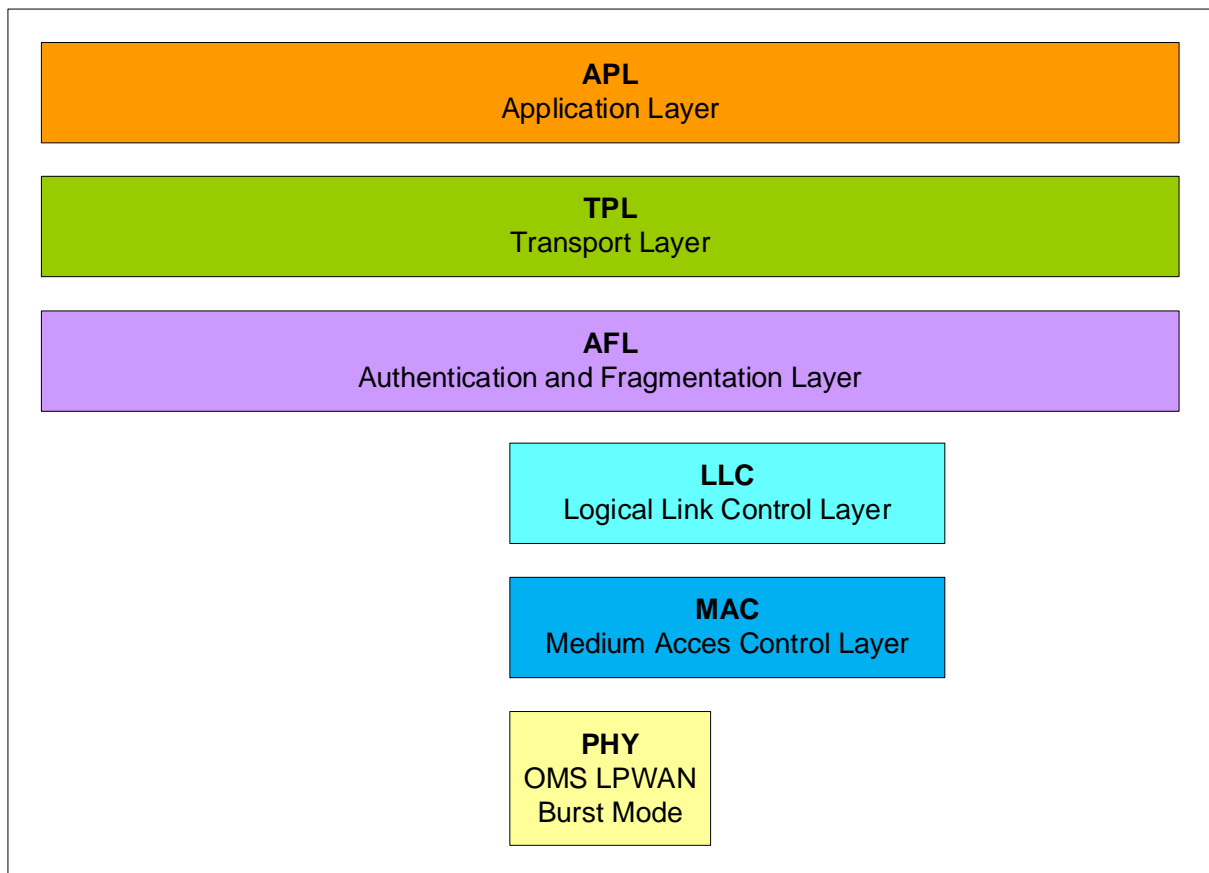 APL
Application Layer
TPL
Transport Layer
AFL
Authentication and Fragmentation Layer
LLC
Logical Link Control Layer
MAC
Medium Acces Control Layer
PHY
OMS LPWAN
Burst Mode